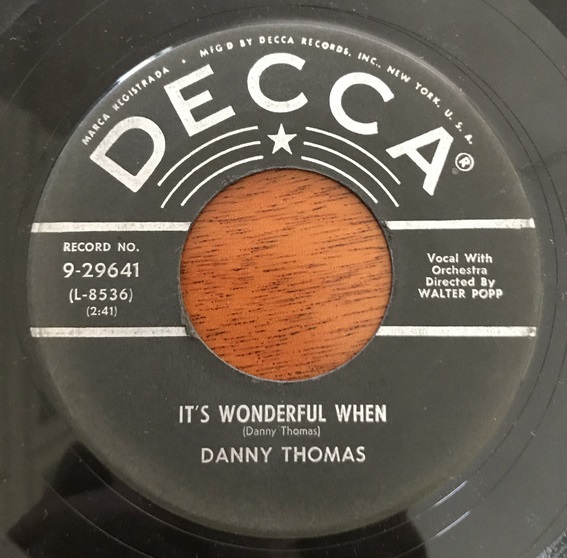 MARCA REGISTRADA • MFG'D BY DECCA RECORDS, INC., NEW YORK, U. S. A.
DECCA®
RECORD NO.
9-29641
(L-8536)
(2:41)
Vocal With
Orchestra
Directed By
WALTER POPP
IT'S WONDERFUL WHEN
(Danny Thomas)
DANNY THOMAS